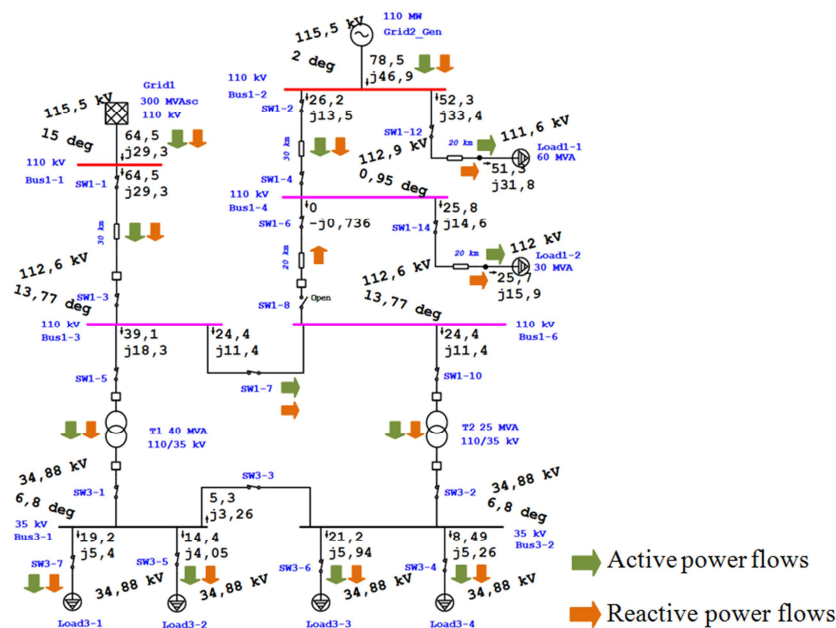 110 MW
Grid2_Gen
115,5 kV
2 deg
78,5
j46,9
110 kV
Bus1-2
Grid1
300 MVAsc
110 kV
115,5 kV
15 deg
64,5
j29,3
110 kV
Bus1-1
SW1-1
64,5
j29,3
30 km
SW1-2
26,2
j13,5
30 km
SW1-4
52,3
j33,4
SW1-12
20 km
111,6 kV
Load1-1
60 MVA
51,3
j31,8
112,9 kV
0,95 deg
110 kV
Bus1-4
SW1-6
0
-j0,736
20 km
25,8
j14,6
SW1-14
20 km
112 kV
Load1-2
30 MVA
25,7
j15,9
112,6 kV
13,77 deg
SW1-3
SW1-8
Open
112,6 kV
13,77 deg
110 kV
Bus1-3
39,1
j18,3
24,4
j11,4
110 kV
Bus1-6
24,4
j11,4
SW1-5
SW1-7
SW1-10
T1 40 MVA
110/35 kV
T2 25 MVA
110/35 kV
34,88 kV
6,8 deg
SW3-1
SW3-3
34,88 kV
6,8 deg
SW3-2
5,3
j3,26
35 kV
Bus3-1
35 kV
Bus3-2
19,2
j5,4
SW3-7
14,4
j4,05
SW3-5
21,2
j5,94
SW3-6
8,49
j5,26
SW3-4
34,88 kV
34,88 kV
34,88 kV
34,88 kV
Load3-1
Load3-2
Load3-3
Load3-4
Active power flows
Reactive power flows